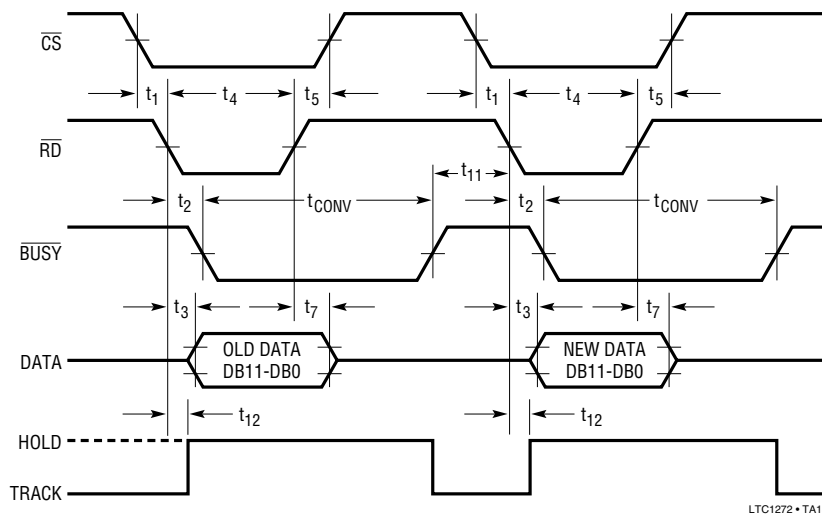 CS
t1 t4 t5 t1 t4 t5
RD
t11
t2 tCONV t2 tCONV
BUSY
t3 t7 t3 t7
DATA
OLD DATA
DB11-DB0
NEW DATA
DB11-DB0
t12 t12
HOLD
TRACK
LTC1272 • TA1